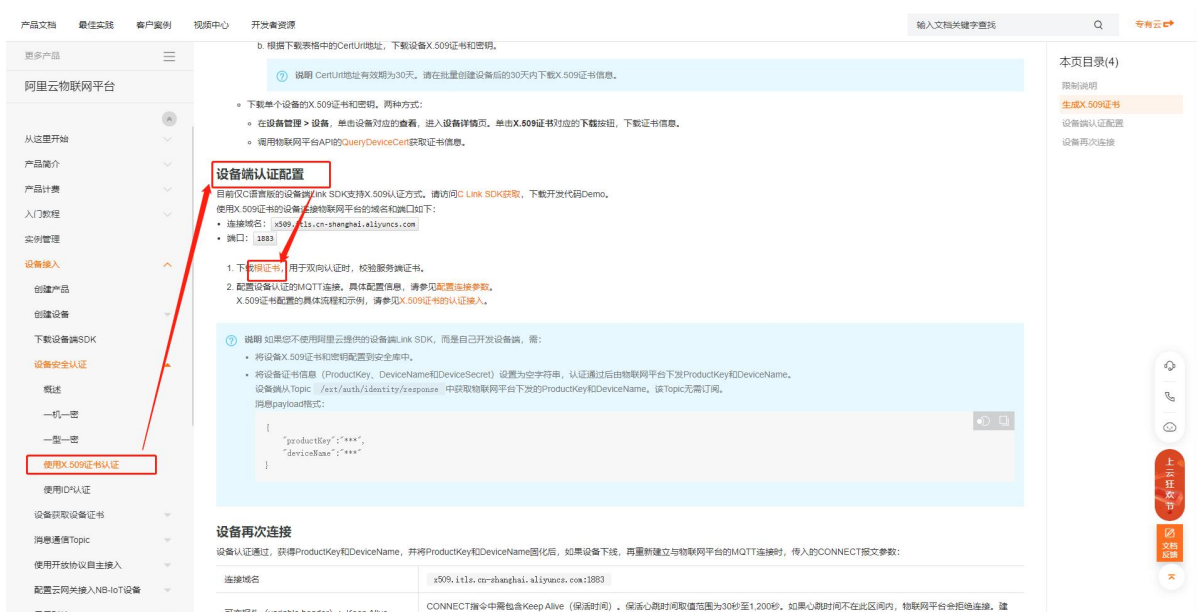 产品文档 最佳实践 客户案例 视频中心 开发者资源 输入文档关键字查找 专有云
更多产品
阿里云物联网平台
从这里开始
产品简介
产品计费
入门教程
实例管理
设备接入
创建产品
创建设备
下载设备端SDK
设备安全认证
概述
一机一密
一型一密
使用X.509证书认证
使用ID²认证
设备获取设备证书
消息通信Topic
使用开放协议自主接入
配置云网关接入NB-IoT设备
b. 根据下载表格中的CertUrl地址，下载设备X.509证书和密钥。
说明 CertUrl地址有效期为30天。请在批量创建设备后的30天内下载X.509证书信息。
下载单个设备的X.509证书和密钥。两种方式：
在设备管理 > 设备，单击设备对应的查看，进入设备详情页。单击X.509证书对应的下载按钮，下载证书信息。
调用物联网平台API的QueryDeviceCert获取证书信息。
设备端认证配置
目前仅C语言版的设备端Link SDK支持X.509认证方式。请访问C Link SDK获取，下载开发代码Demo。
使用X.509证书的设备连接物联网平台的域名和端口如下：
连接域名： x509.itls.cn-shanghai.aliyuncs.com
端口： 1883
1. 下载根证书，用于双向认证时，校验服务端证书。
2. 配置设备认证的MQTT连接。具体配置信息，请参见配置连接参数。
X.509证书配置的具体流程和示例，请参见X.509证书的认证接入。
说明 如果您不使用阿里云提供的设备端Link SDK，而是自己开发设备端，需：
将设备X.509证书和密钥配置到安全库中。
将设备证书信息（ProductKey、DeviceName和DeviceSecret）设置为空字符串，认证通过后由物联网平台下发ProductKey和DeviceName。
设备端从Topic /ext/auth/identity/response 中获取物联网平台下发的ProductKey和DeviceName。该Topic无需订阅。
消息payload格式：
{
"productKey":"***",
"deviceName":"***"
}
设备再次连接
设备认证通过，获得ProductKey和DeviceName，并将ProductKey和DeviceName固化后，如果设备下线，再重新建立与物联网平台的MQTT连接时，传入的CONNECT报文参数：
连接域名 x509.itls.cn-shanghai.aliyuncs.com:1883
CONNECT指令中需包含Keep Alive（保活时间）。保活心跳时间取值范围为30秒至1,200秒。如果心跳时间不在此区间内，物联网平台会拒绝连接。建
本页目录(4)
限制说明
生成X.509证书
设备端认证配置
设备再次连接
上云狂欢节
文档
反馈